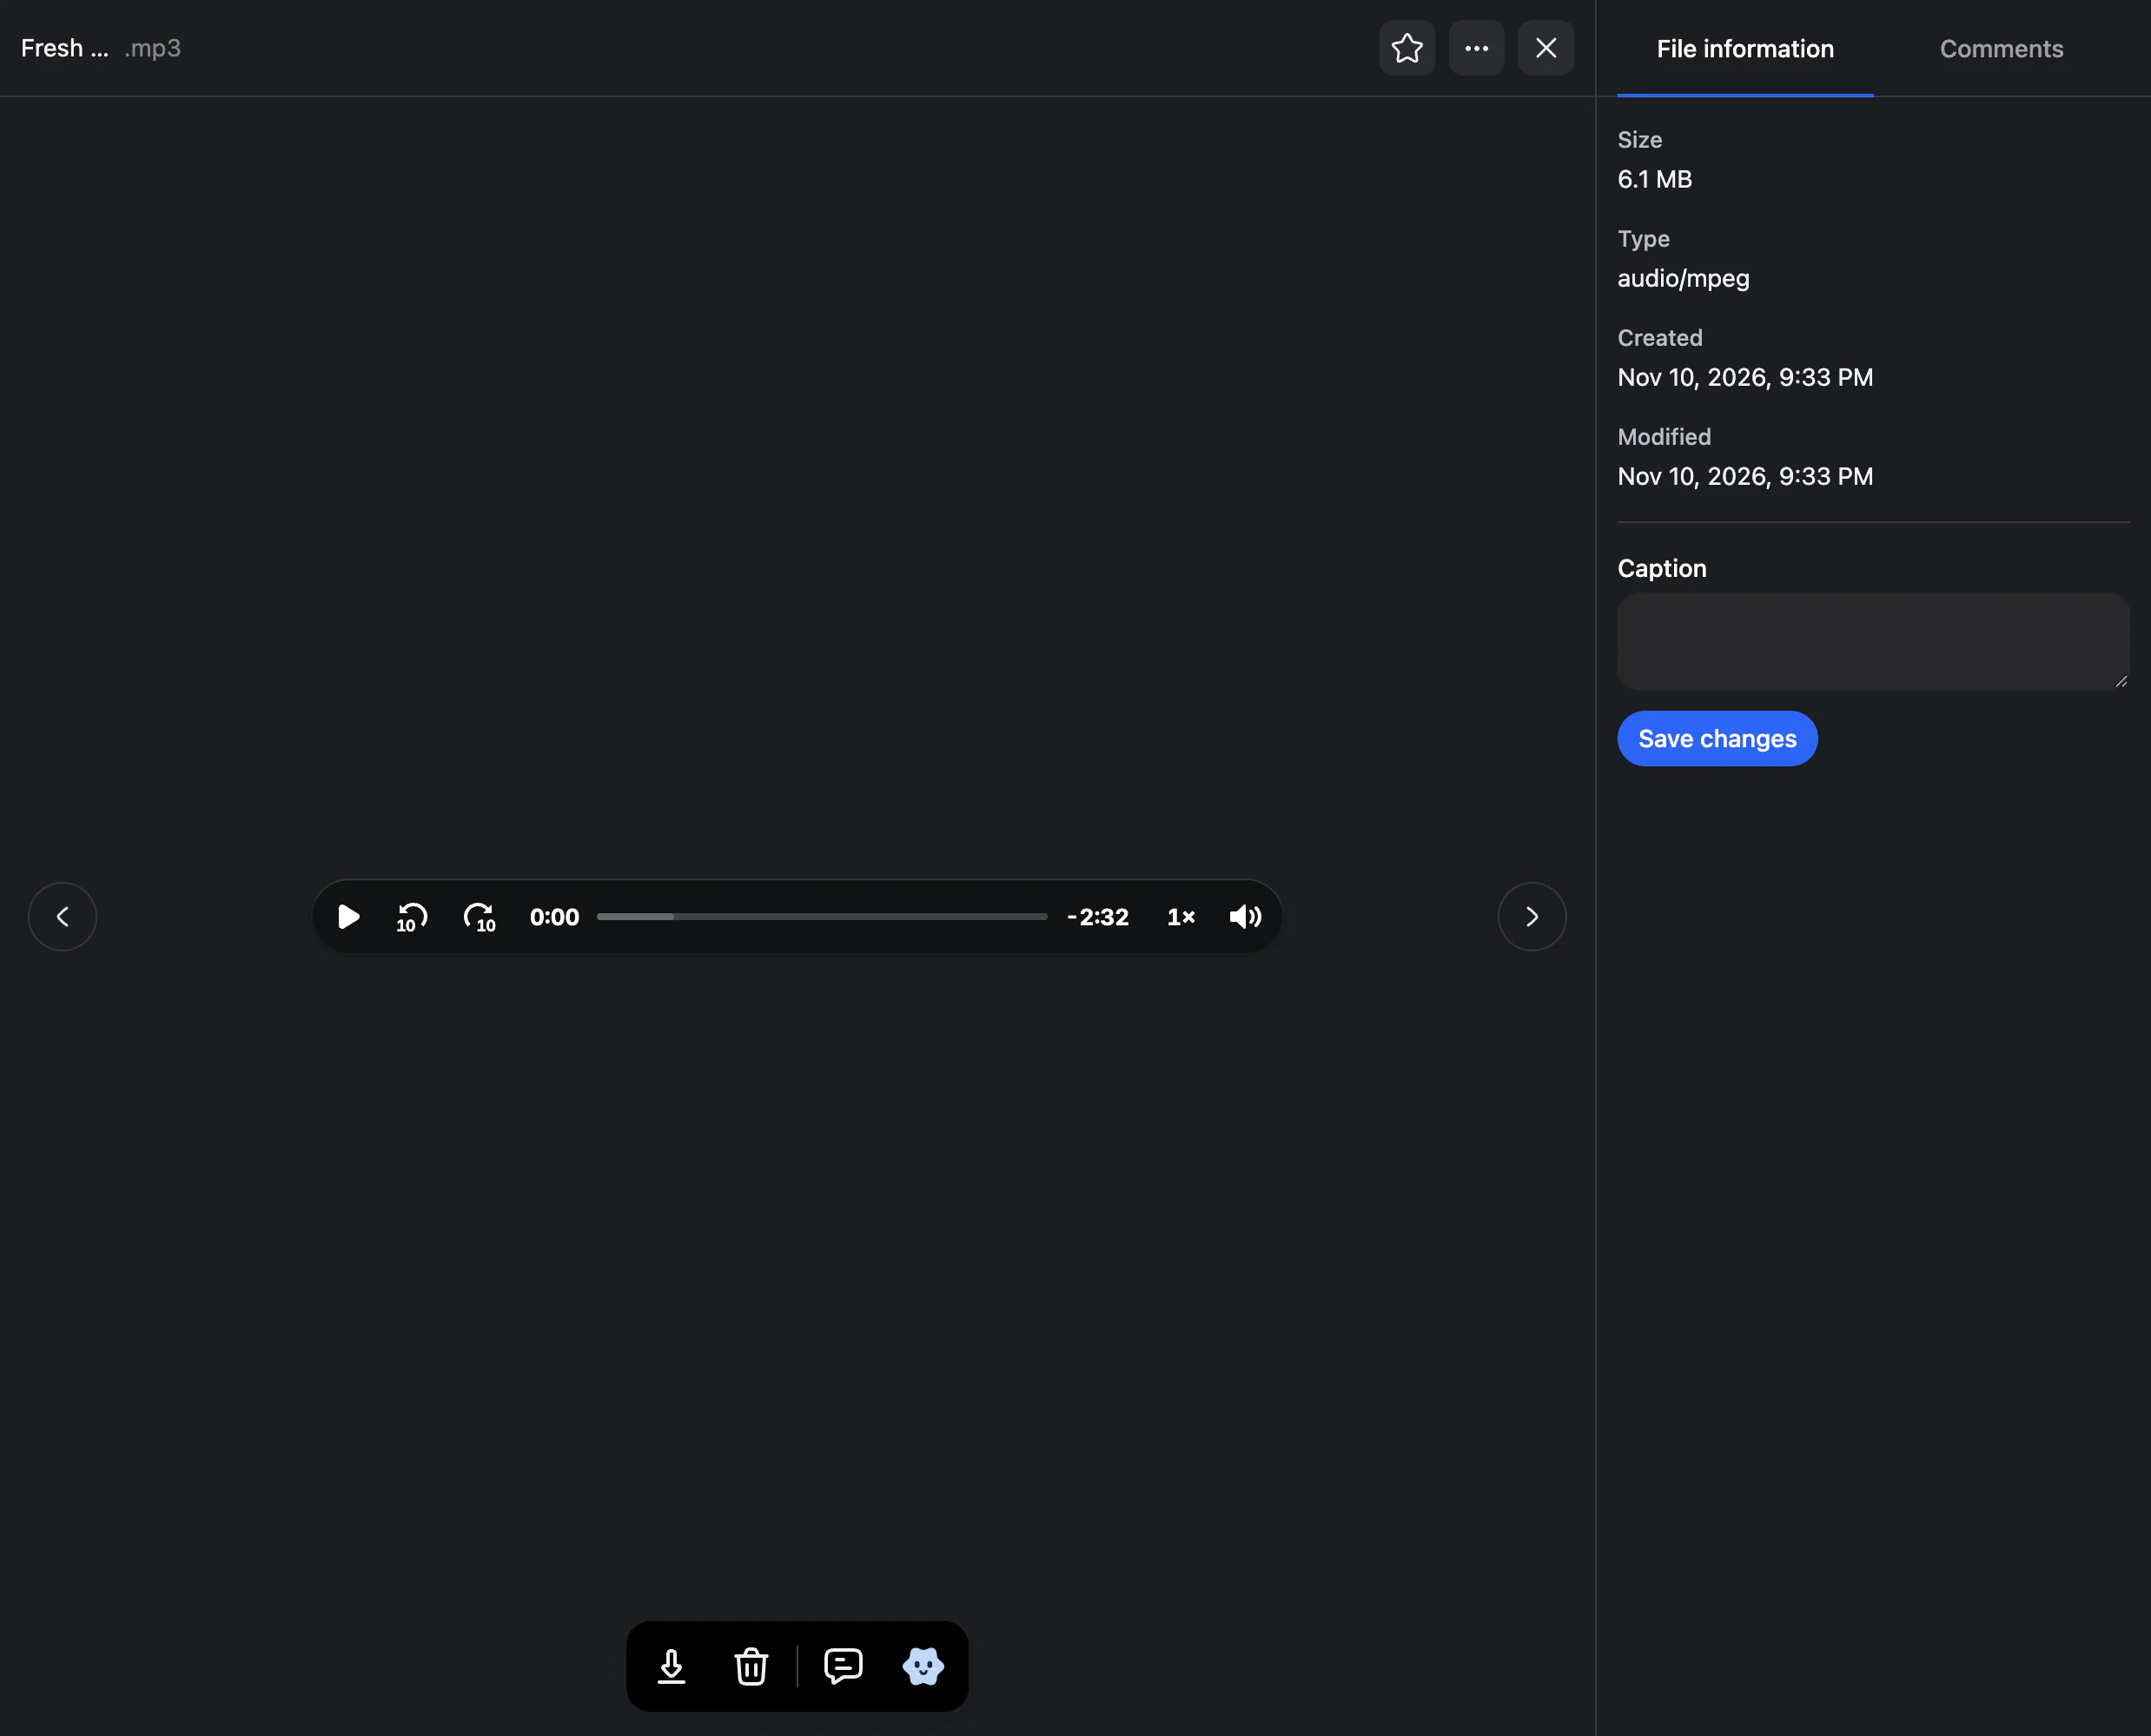 Fresh ... .mp3
File information
Comments
Size
6.1 MB
Type
audio/mpeg
Created
Nov 10, 2026, 9:33 PM
Modified
Nov 10, 2026, 9:33 PM
Caption
Save changes
10
10
0:00
-2:32
1×